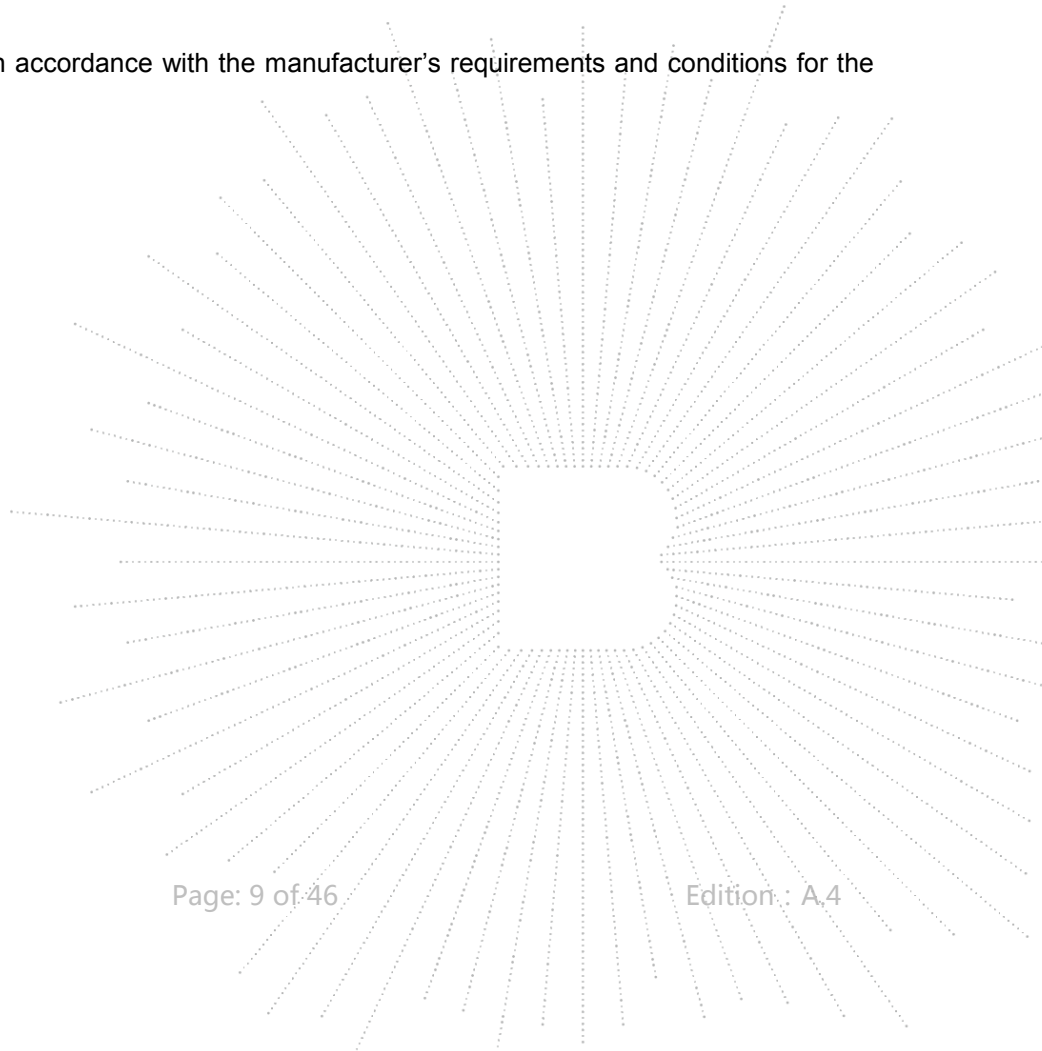 accordance with the manufacturer's requirements and conditions for the
Page: 9 of 46 Edition : A.4